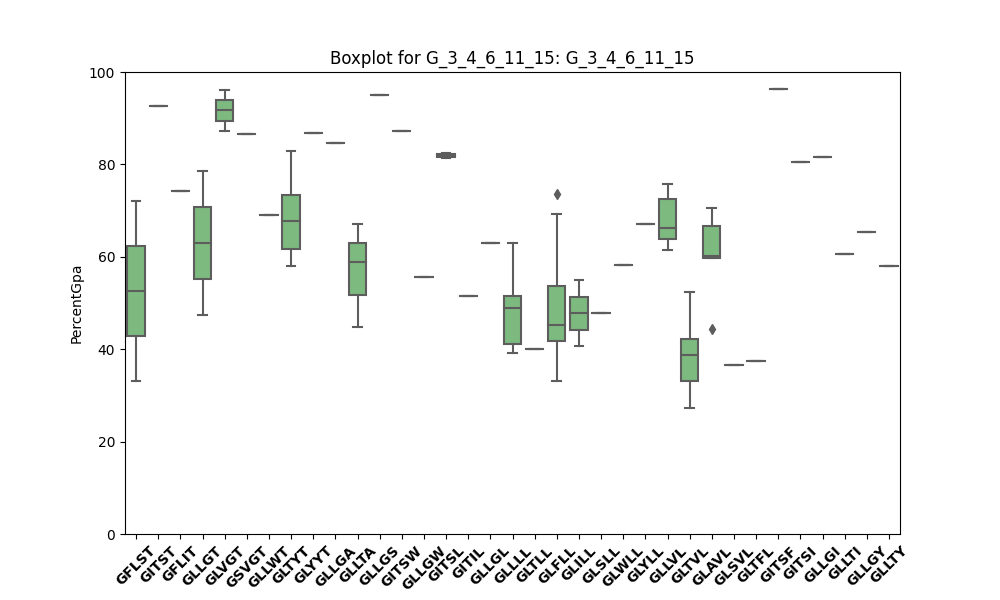 Boxplot for G_3_4_6_11_15: G_3_4_6_11_15
PercentGpa
100
80
60
40
20
0
GFLST GITST GFLIT GLLGT GLVGT GSVGT GLLWT GLTYT GLYYT GLLGA GLLTA GLLGS GITSW GLLGW GITSL GITIL GLLGL GLLLL GLTLL GLFLL GLILL GLSLL GLWLL GLYLL GLLVL GLTVL GLAVL GLSVL GLTFL GITSF GITSI GLLGI GLLTI GLLGY GLLTY